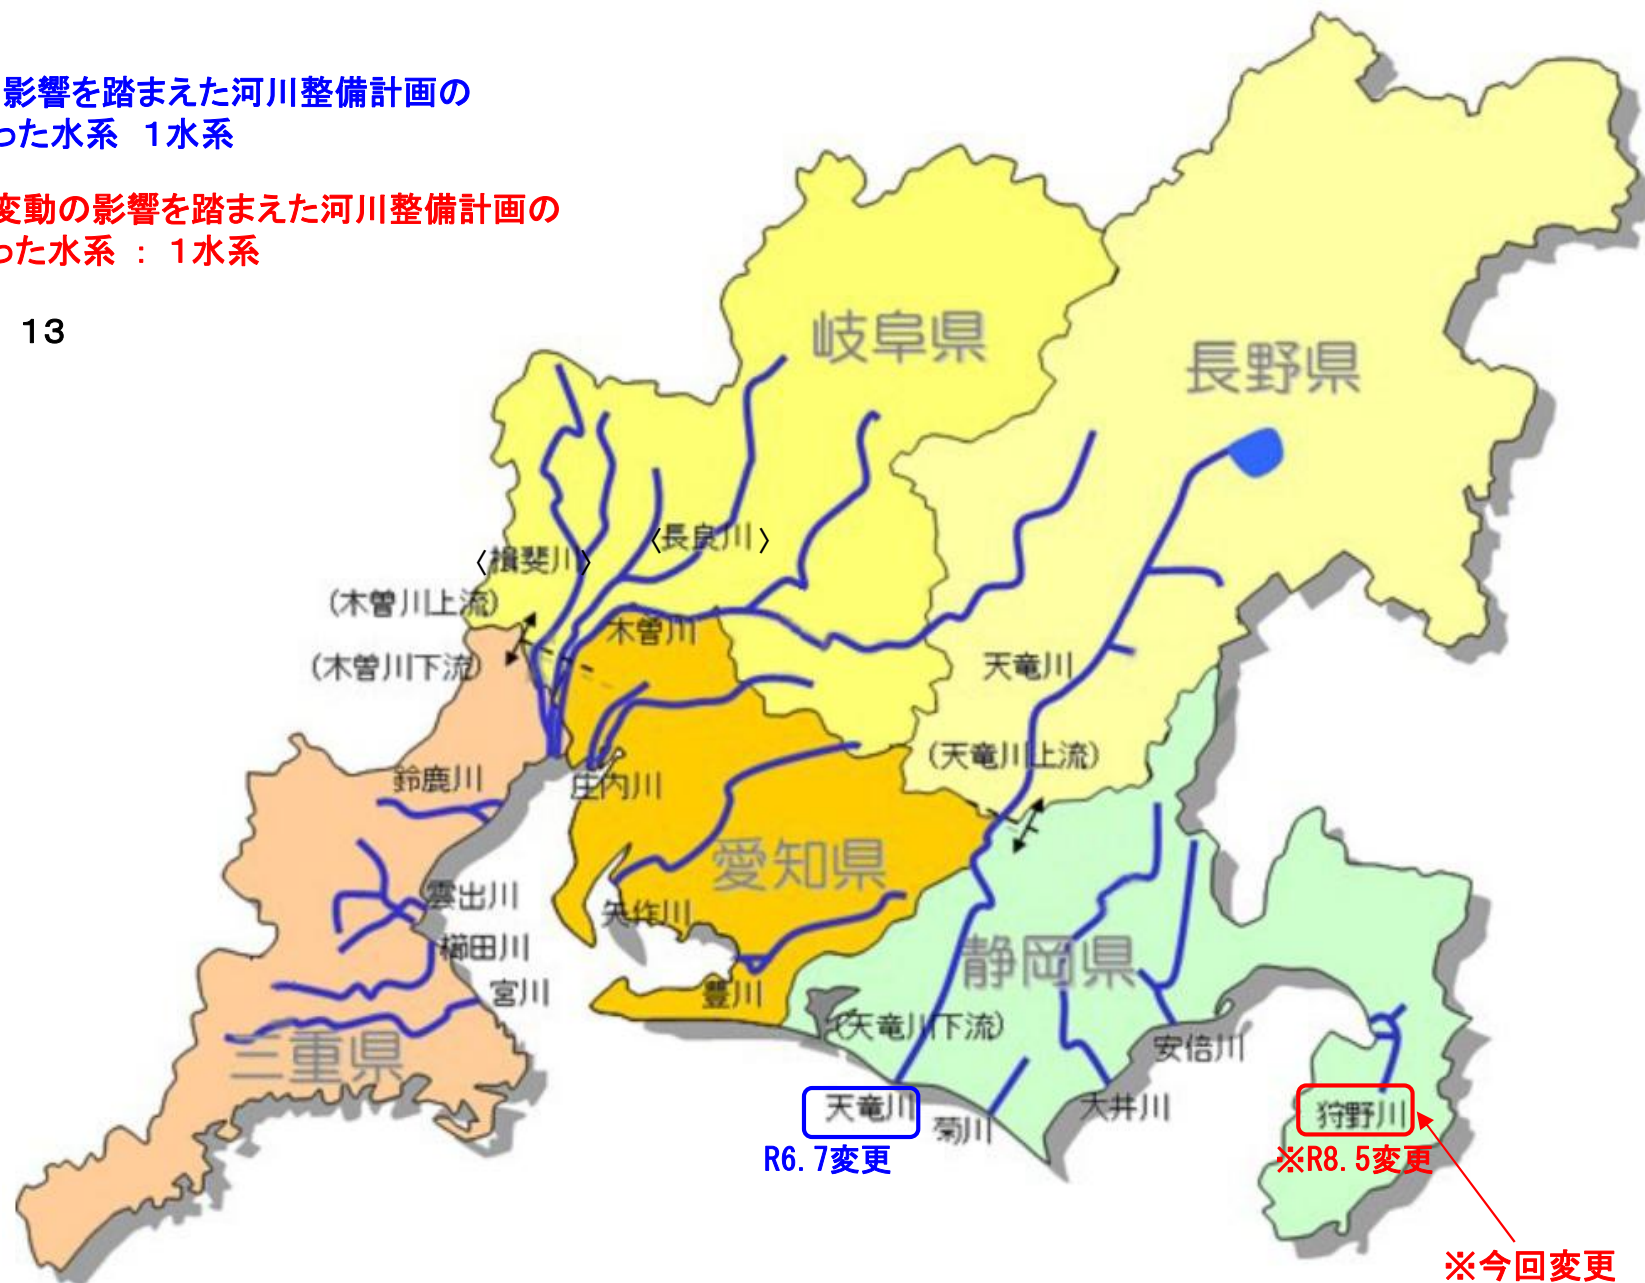 影響を踏まえた河川整備計画の
った水系 1水系
変動の影響を踏まえた河川整備計画の
った水系 : 1水系
13
岐阜県
長野県
〈長良川〉
〈揖斐川〉
(木曽川上流)
木曽川
(木曽川下流)
天竜川
(天竜川上流)
鈴鹿川
庄内川
愛知県
雲出川
矢作川
櫛田川
静岡県
宮川
豊川
(天竜川下流)
三重県
安倍川
天竜川
菊川
大井川
狩野川
R6.7変更
※R8.5変更
※今回変更